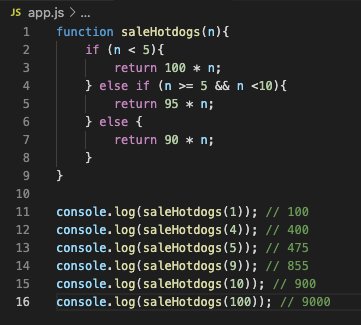 JS app.js > ...
1 function saleHotdogs(n){
2 if (n < 5){
3 return 100 * n;
4 } else if (n >= 5 && n <10){
5 return 95 * n;
6 } else {
7 return 90 * n;
8 }
9 }
10
11 console.log(saleHotdogs(1)); // 100
12 console.log(saleHotdogs(4)); // 400
13 console.log(saleHotdogs(5)); // 475
14 console.log(saleHotdogs(9)); // 855
15 console.log(saleHotdogs(10)); // 900
16 console.log(saleHotdogs(100)); // 9000